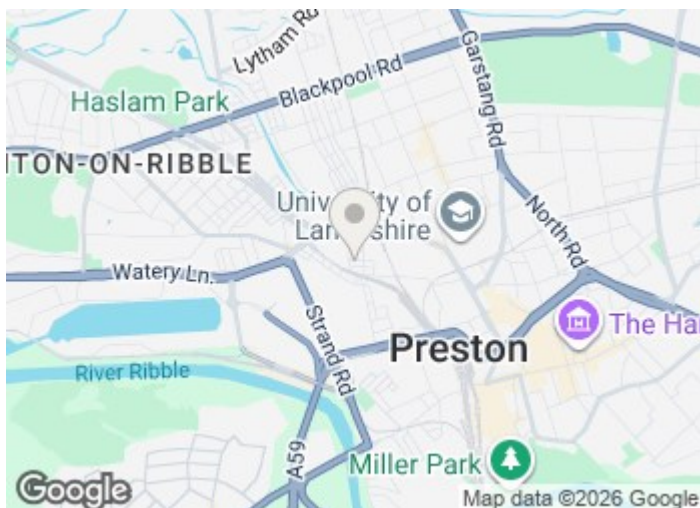 Lytham Rd
Blackpool Rd
Garstang Rd
Haslam Park
ITON-ON-RIBBLE
University of
Lancashire
North Rd
Watery Ln.
Strand Rd
The Har
Preston
River Ribble
A59
Miller Park
Google
Map data ©2026 Google